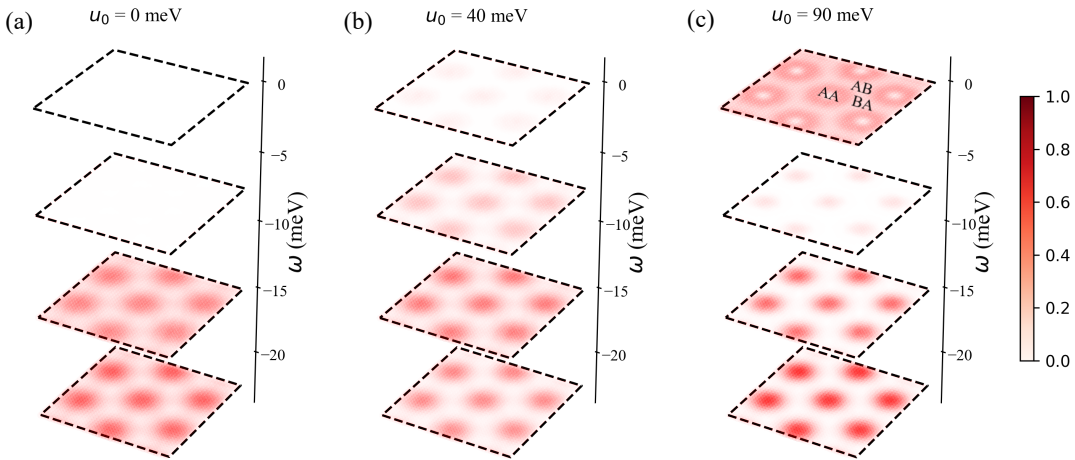 (a)
u₀ = 0 meV
0
−5
−10
−15
−20
ω (meV)
(b)
u₀ = 40 meV
0
−5
−10
−15
−20
ω (meV)
(c)
u₀ = 90 meV
AA
AB
BA
0
−5
−10
−15
−20
ω (meV)
1.0
0.8
0.6
0.4
0.2
0.0